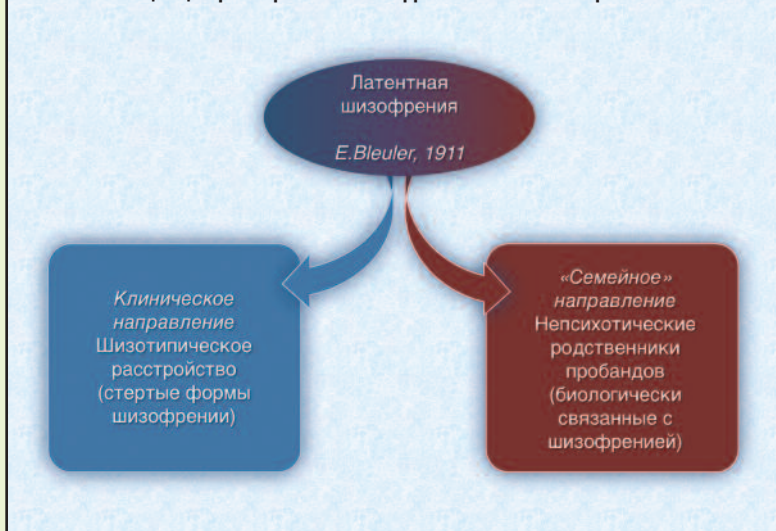 Латентная
шизофрения
E.Bleuler, 1911
Клиническое
направление
Шизотипическое
расстройство
(стертые формы
шизофрении)
«Семейное»
направление
Непсихотические
родственники
пробандов
(биологически
связанные с
шизофренией)